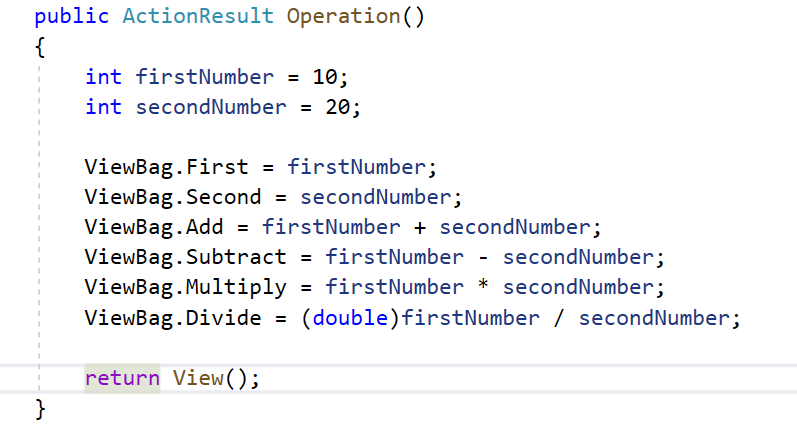 public ActionResult Operation()
{
    int firstNumber = 10;
    int secondNumber = 20;

    ViewBag.First = firstNumber;
    ViewBag.Second = secondNumber;
    ViewBag.Add = firstNumber + secondNumber;
    ViewBag.Subtract = firstNumber - secondNumber;
    ViewBag.Multiply = firstNumber * secondNumber;
    ViewBag.Divide = (double)firstNumber / secondNumber;

    return View();
}